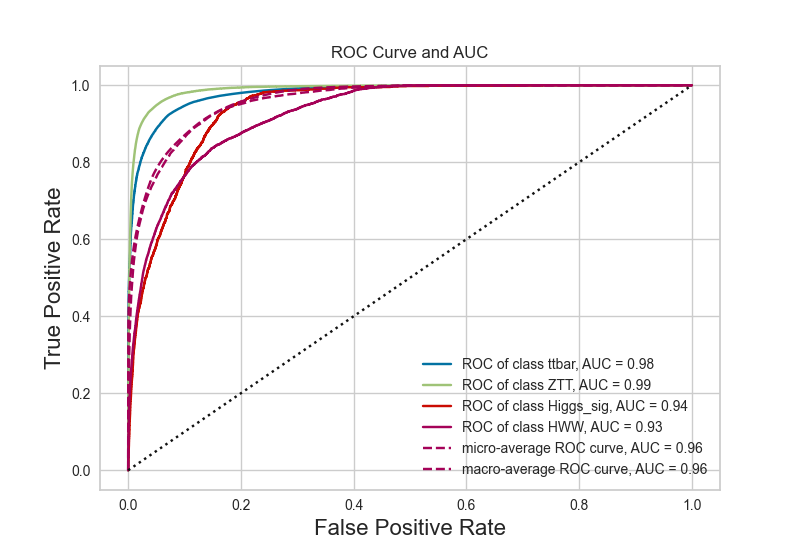 ROC Curve and AUC
True Positive Rate
1.0
0.8
0.6
0.4
0.2
0.0
ROC of class ttbar, AUC = 0.98
ROC of class ZTT, AUC = 0.99
ROC of class Higgs_sig, AUC = 0.94
ROC of class HWW, AUC = 0.93
micro-average ROC curve, AUC = 0.96
macro-average ROC curve, AUC = 0.96
0.0 0.2 0.4 0.6 0.8 1.0
False Positive Rate